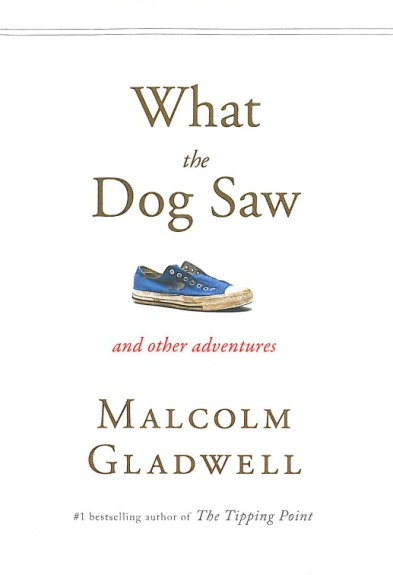 What
the
Dog Saw
and other adventures
MALCOLM
GLADWELL
#1 bestselling author of The Tipping Point